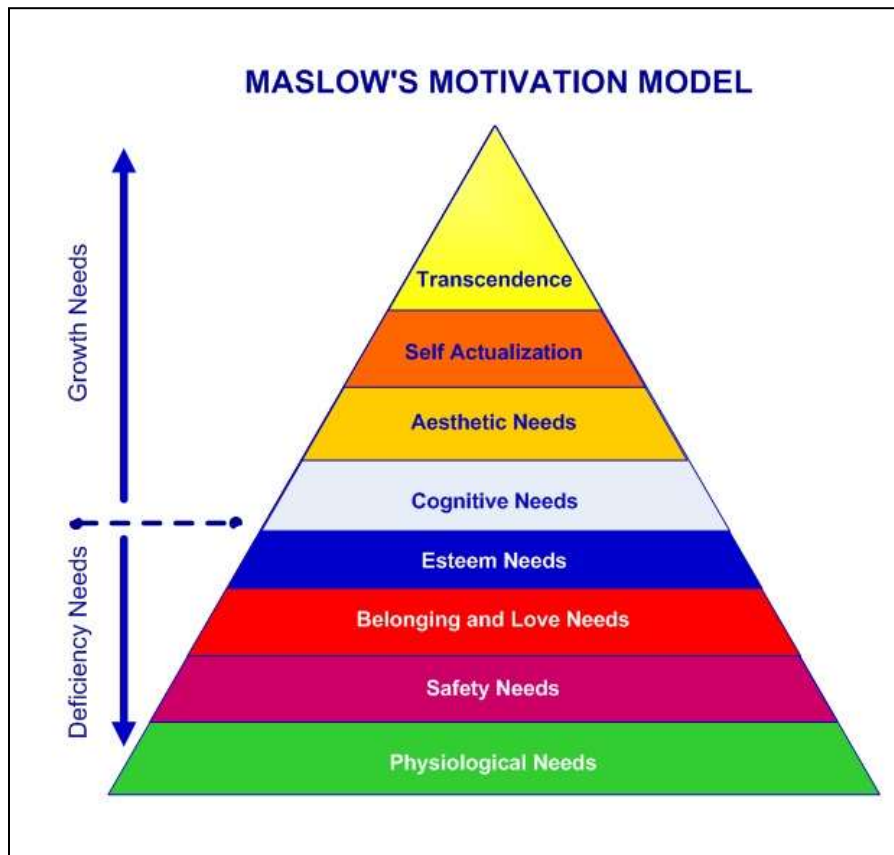 MASLOW'S MOTIVATION MODEL
Growth Needs
Deficiency Needs
Transcendence
Self Actualization
Aesthetic Needs
Cognitive Needs
Esteem Needs
Belonging and Love Needs
Safety Needs
Physiological Needs